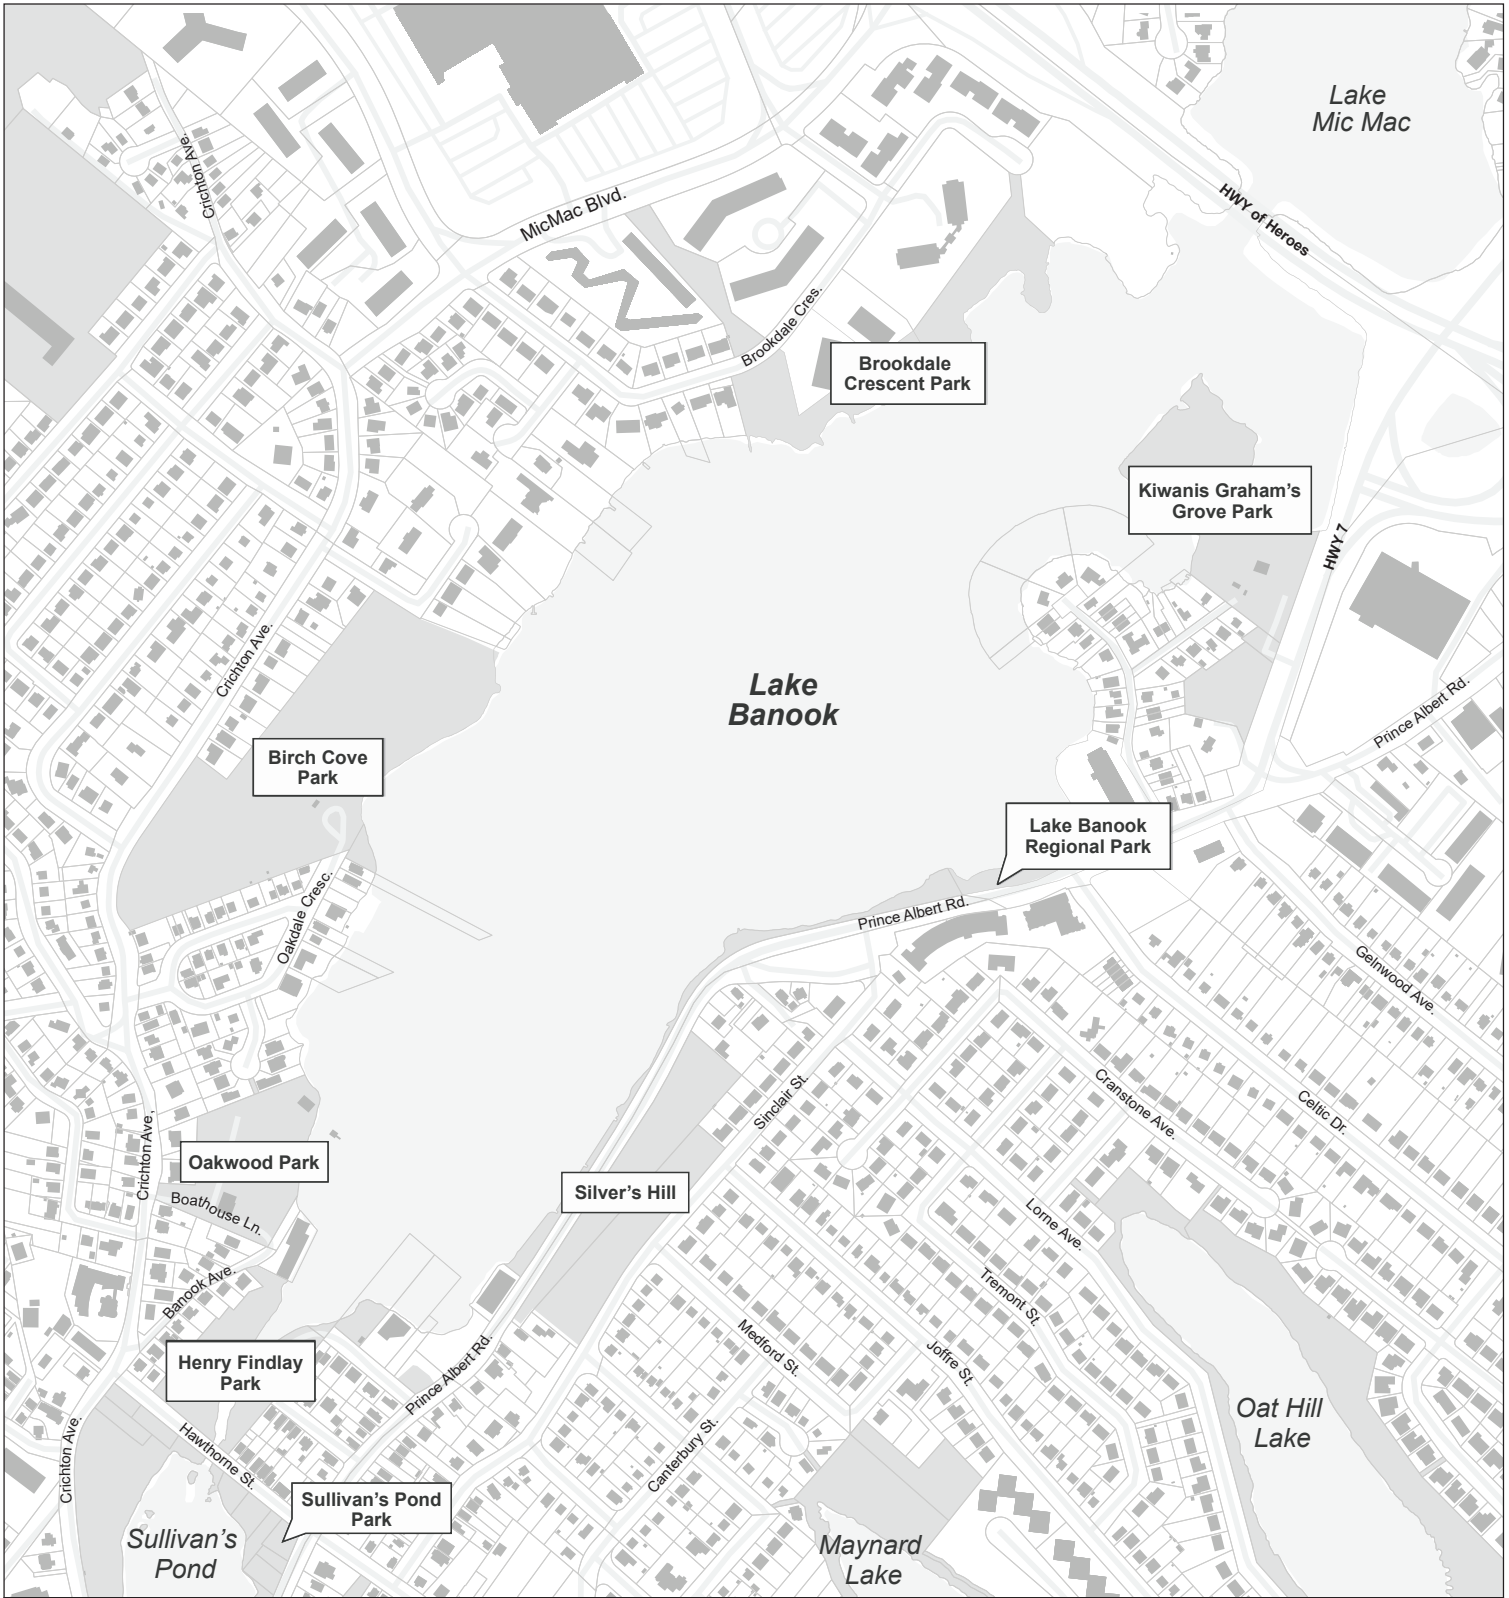 Lake
Mic Mac
Crichton Ave.
MicMac Blvd.
HWY of Heroes
Brookdale Cres.
Brookdale
Crescent Park
Kiwanis Graham's
Grove Park
HWY 7
Crichton Ave.
Lake
Banook
Prince Albert Rd.
Birch Cove
Park
Lake Banook
Regional Park
Oakdale Cresc.
Prince Albert Rd.
Gelnwood Ave.
Sinclair St.
Cranstone Ave.
Celtic Dr.
Crichton Ave,
Oakwood Park
Silver's Hill
Boathouse Ln.
Lorne Ave.
Banook Ave.
Tremont St.
Henry Findlay
Park
Medford St.
Joffre St.
Prince Albert Rd.
Oat Hill
Lake
Crichton Ave.
Hawthorne St.
Canterbury St.
Sullivan's Pond
Park
Sullivan's
Pond
Maynard
Lake